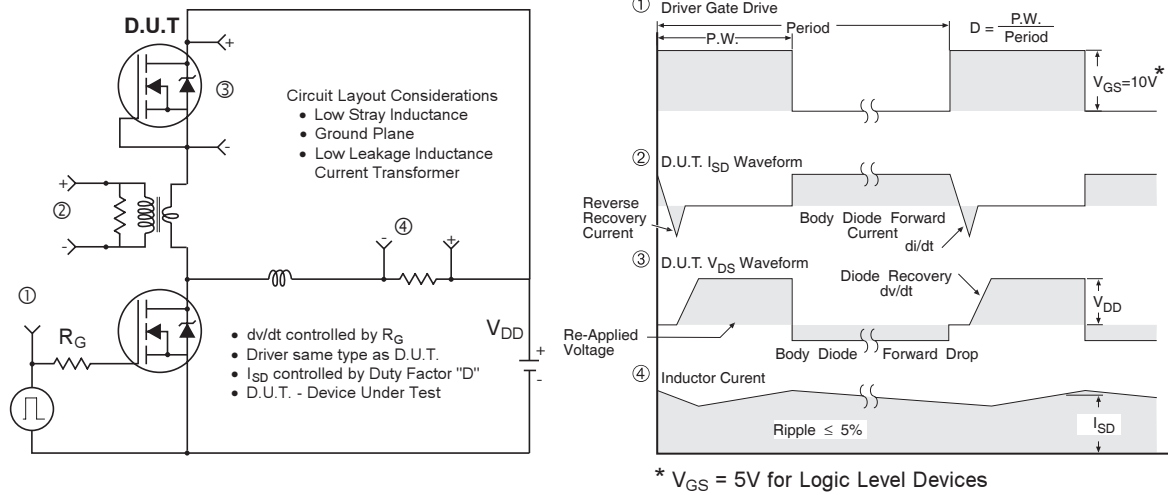 D.U.T
+
③
-
Circuit Layout Considerations
• Low Stray Inductance
• Ground Plane
• Low Leakage Inductance
Current Transformer
+
②
-
④
- +
①
R_G
V_DD
+
-
• dv/dt controlled by R_G
• Driver same type as D.U.T.
• I_SD controlled by Duty Factor "D"
• D.U.T. - Device Under Test
① Driver Gate Drive
P.W.
Period
D = P.W.
Period
V_GS=10V *
② D.U.T. I_SD Waveform
Reverse
Recovery
Current
Body Diode Forward
Current
di/dt
③ D.U.T. V_DS Waveform
Diode Recovery
dv/dt
V_DD
Re-Applied
Voltage
Body Diode Forward Drop
④ Inductor Curent
Ripple ≤ 5%
I_SD
* V_GS = 5V for Logic Level Devices